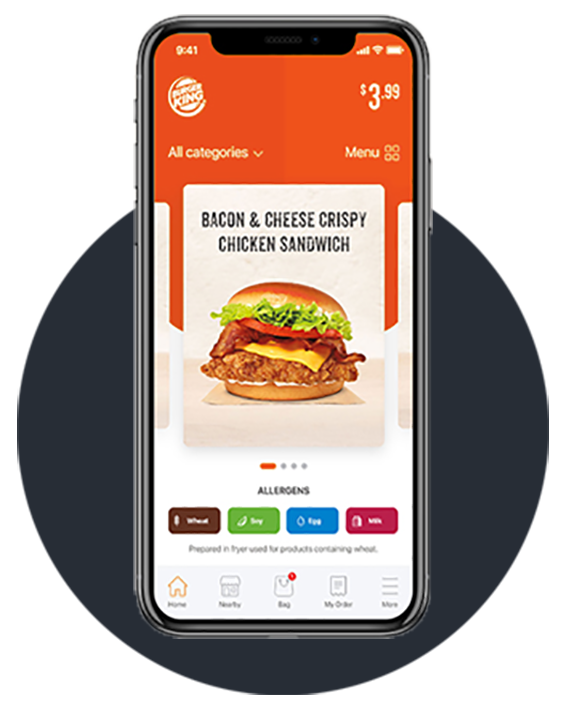 9:41
BURGER
KING
$3.99
All categories
Menu
BACON & CHEESE CRISPY
CHICKEN SANDWICH
ALLERGENS
Wheat
Soy
Egg
Milk
Prepared in fryer used for products containing wheat.
1
Home
Nearby
Bag
My Order
More